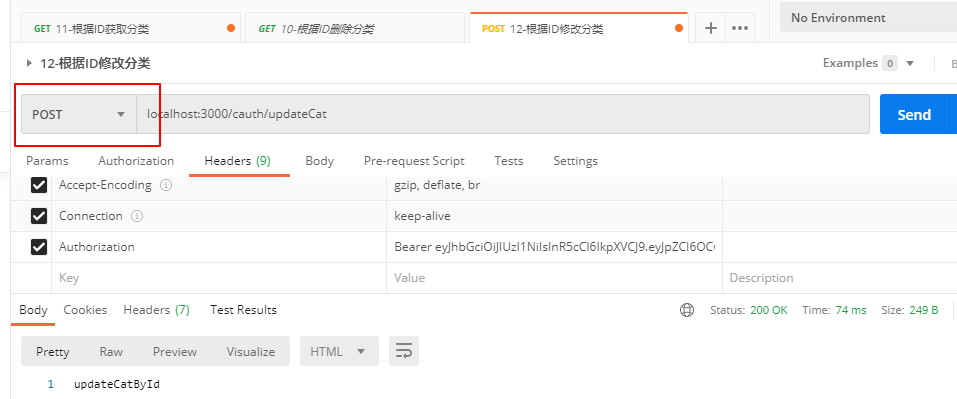 GET 11-根据ID获取分类 GET 10-根据ID删除分类 POST 12-根据ID修改分类 + ••• No Environment
12-根据ID修改分类 Examples 0
POST localhost:3000/cauth/updateCat Send
Params Authorization Headers (9) Body Pre-request Script Tests Settings
Accept-Encoding gzip, deflate, br
Connection keep-alive
Authorization
Key Value Description
Body Cookies Headers (7) Test Results Status: 200 OK Time: 74 ms Size: 249 B
Pretty Raw Preview Visualize HTML
1 updateCatById